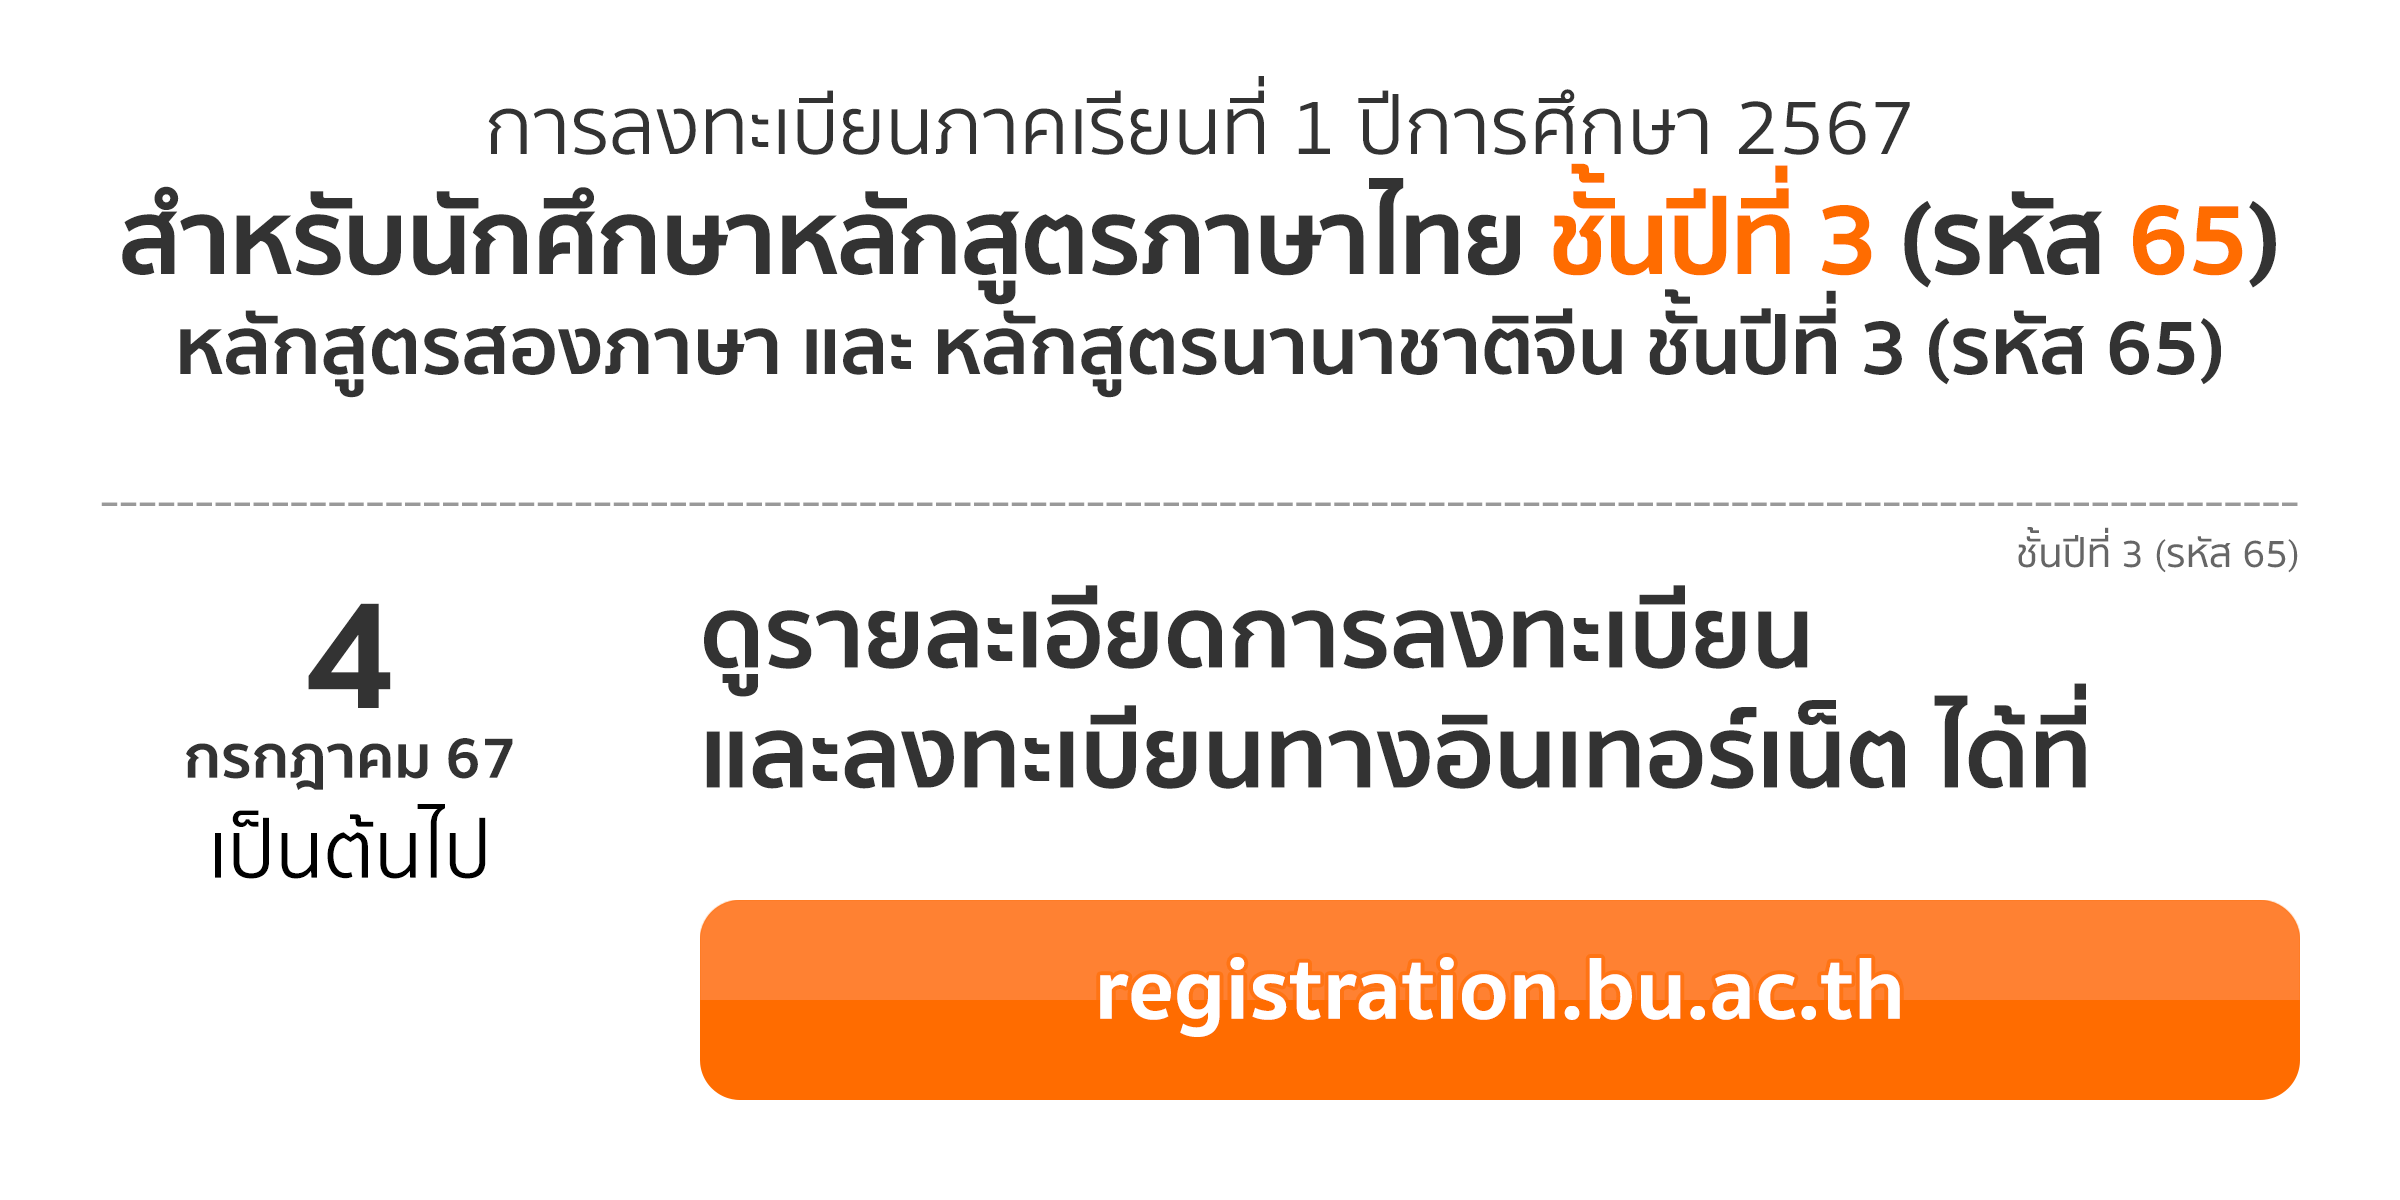 การลงทะเบียนภาคเรียนที่ 1 ปีการศึกษา 2567
สำหรับนักศึกษาหลักสูตรภาษาไทย ชั้นปีที่ 3 (รหัส 65)
หลักสูตรสองภาษา และ หลักสูตรนานาชาติจีน ชั้นปีที่ 3 (รหัส 65)
ชั้นปีที่ 3 (รหัส 65)
4
กรกฎาคม 67
เป็นต้นไป
ดูรายละเอียดการลงทะเบียน
และลงทะเบียนทางอินเทอร์เน็ต ได้ที่
registration.bu.ac.th